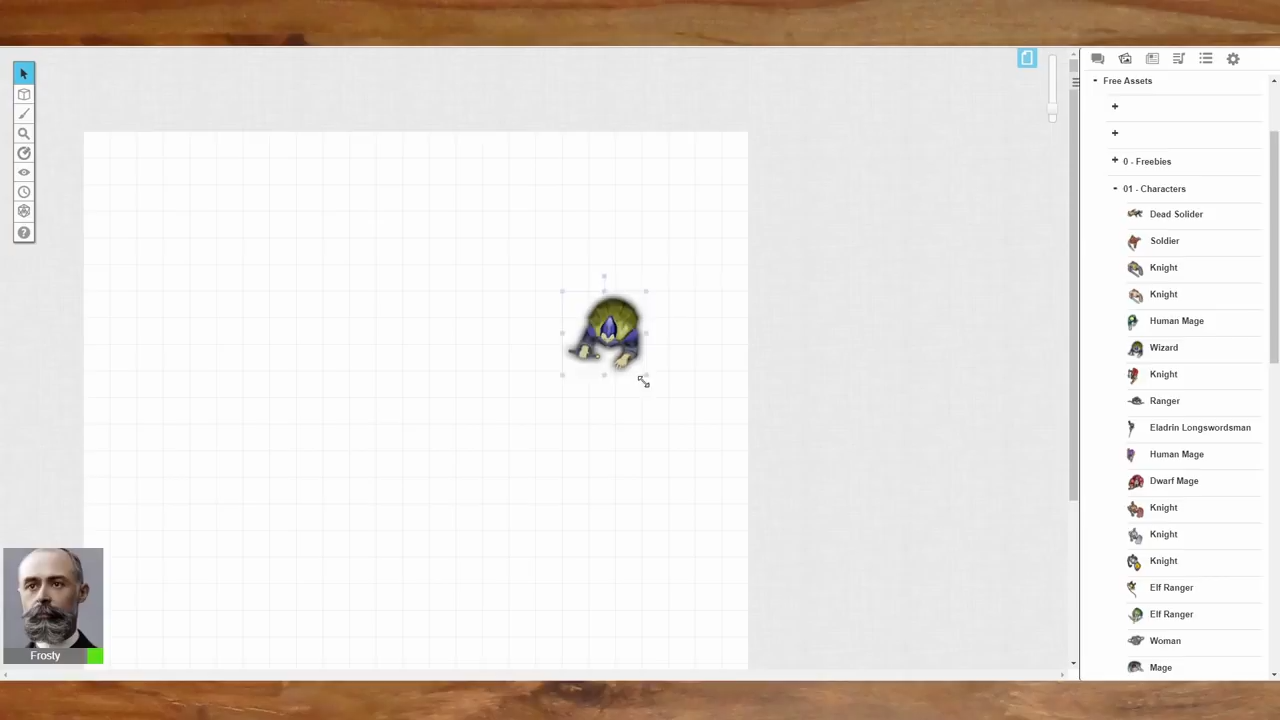 Free Assets
0 - Freebies
01 - Characters
Dead Solider
Soldier
Knight
Knight
Human Mage
Wizard
Knight
Ranger
Eladrin Longswordsman
Human Mage
Dwarf Mage
Knight
Knight
Knight
Elf Ranger
Elf Ranger
Woman
Mage
Frosty